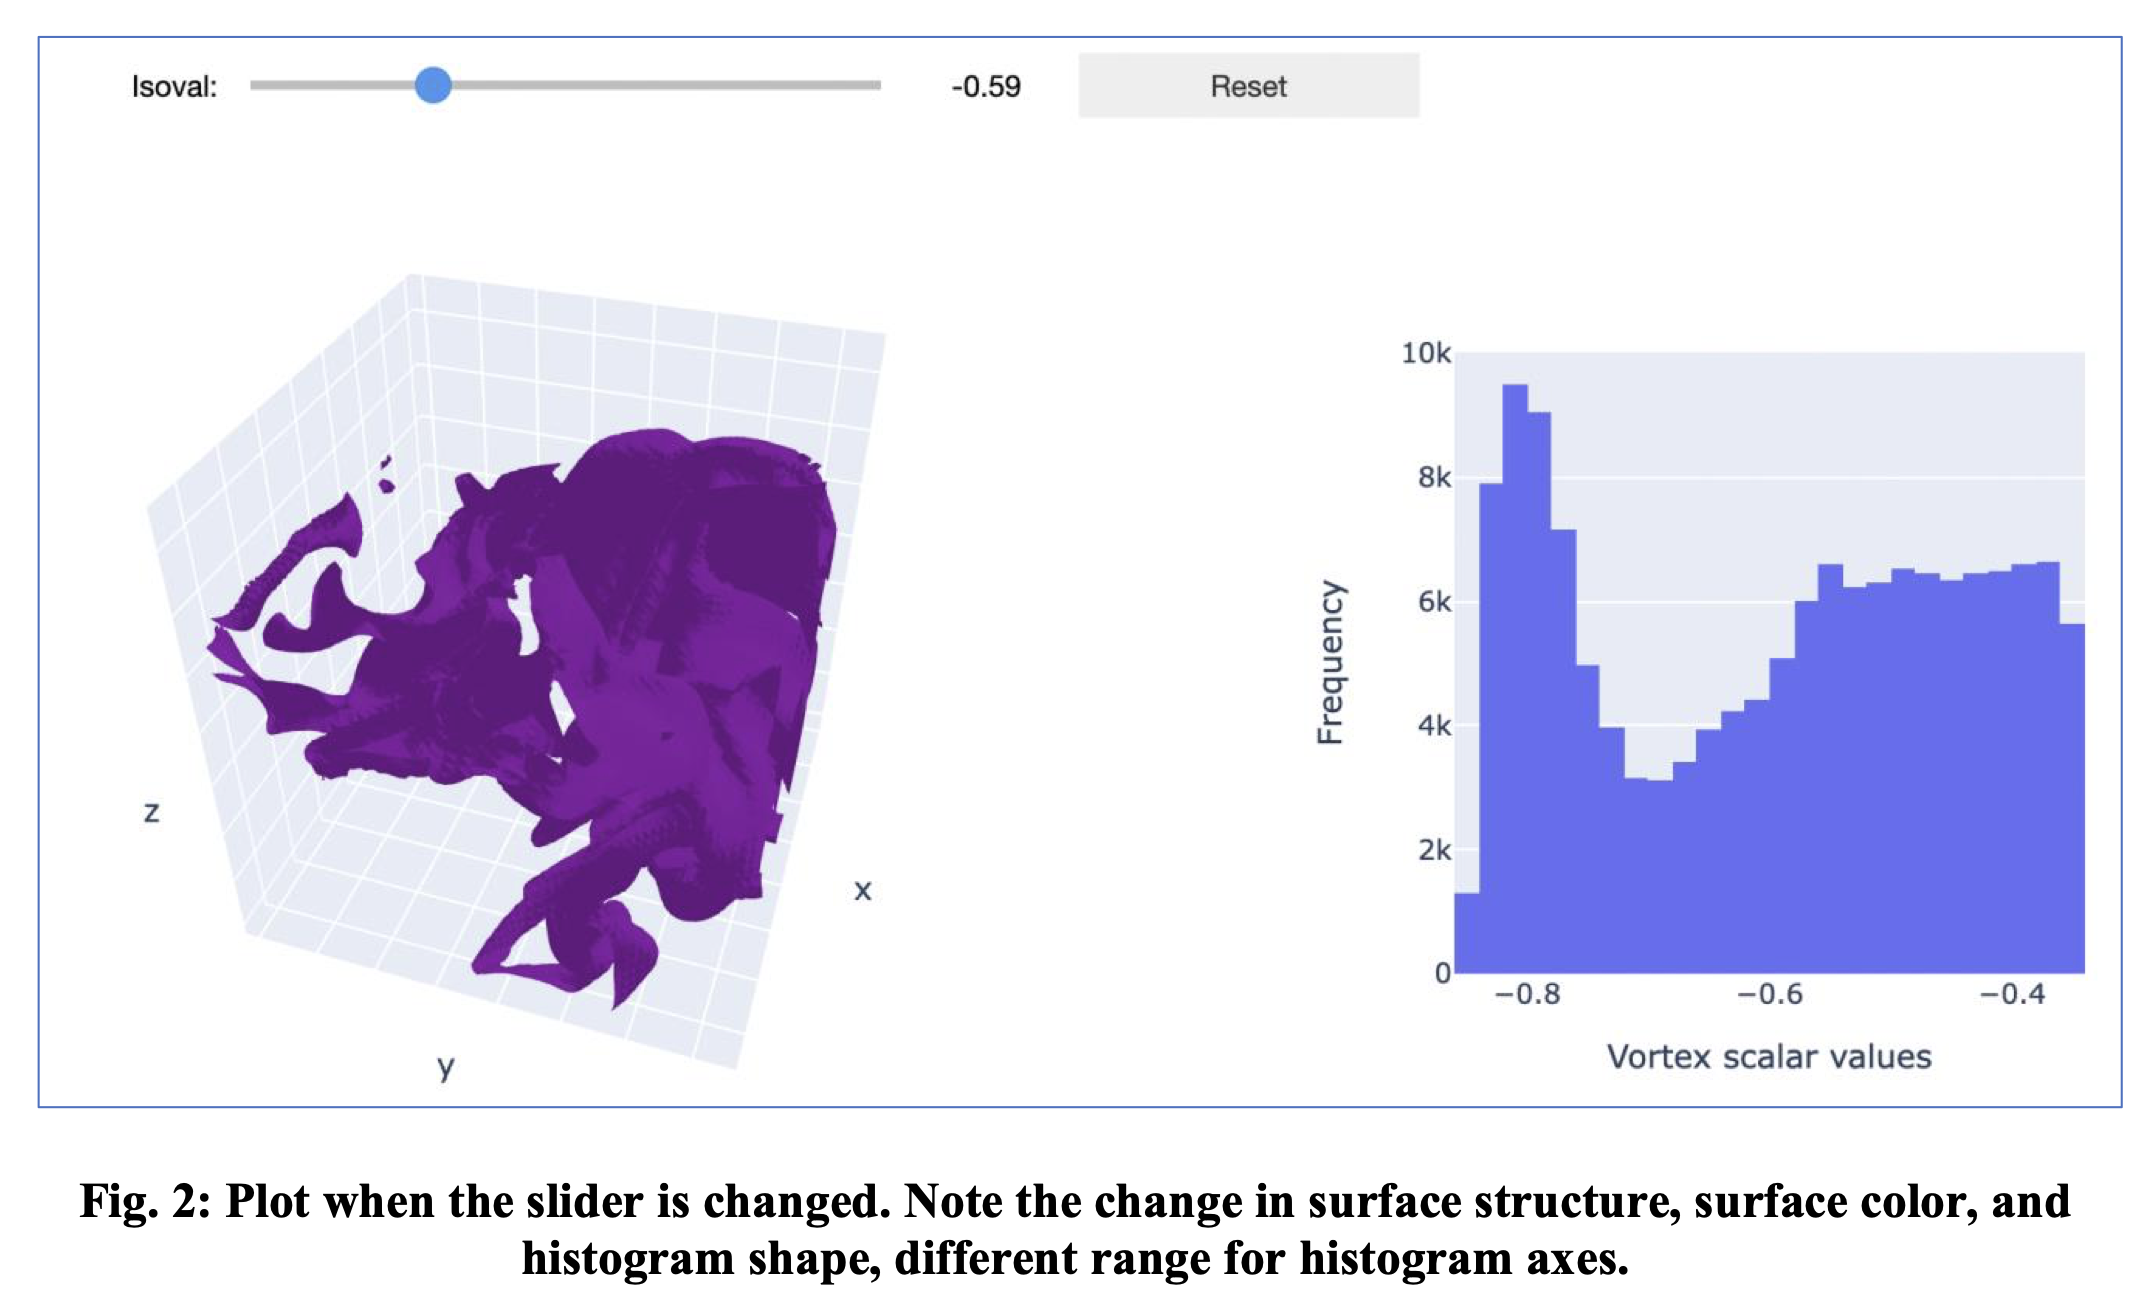 Isoval: -0.59 Reset
10k
8k
6k
4k
2k
0
Frequency
−0.8 −0.6 −0.4
Vortex scalar values
z
x
y
Fig. 2: Plot when the slider is changed. Note the change in surface structure, surface color, and
histogram shape, different range for histogram axes.